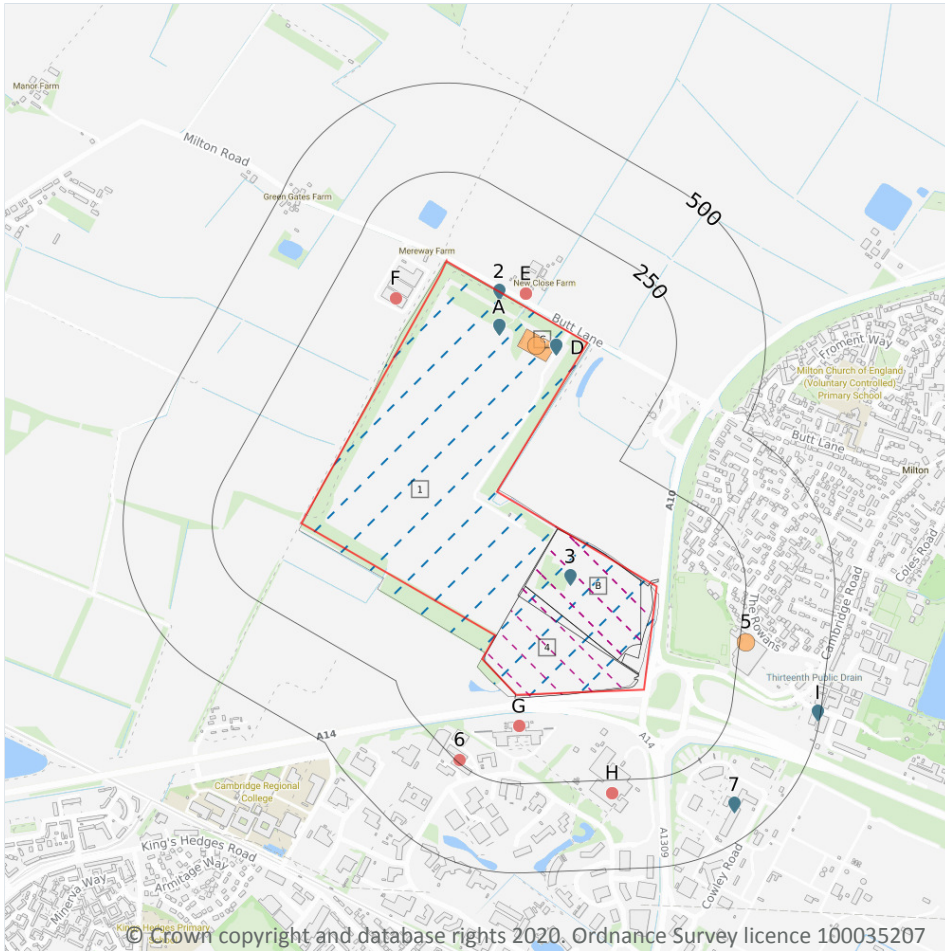 Manor Farm
Milton Road
Green Gates Farm
500
Mereway Farm
250
F
2
E
New Close Farm
A
Butt Lane
D
Froment Way
Milton Church of England
(Voluntary Controlled)
Primary School
Butt Lane
Milton
1
A10
Coles Road
3
B
The Rowans
5
Cambridge Road
4
Thirteenth Public Drain
I
G
A14
A14
6
H
7
Cambridge Regional
College
King's Hedges Road
Armitage Way
Minerva Way
A1309
Cowley Road
King's Hedges Primary
© Crown copyright and database rights 2020. Ordnance Survey licence 100035207